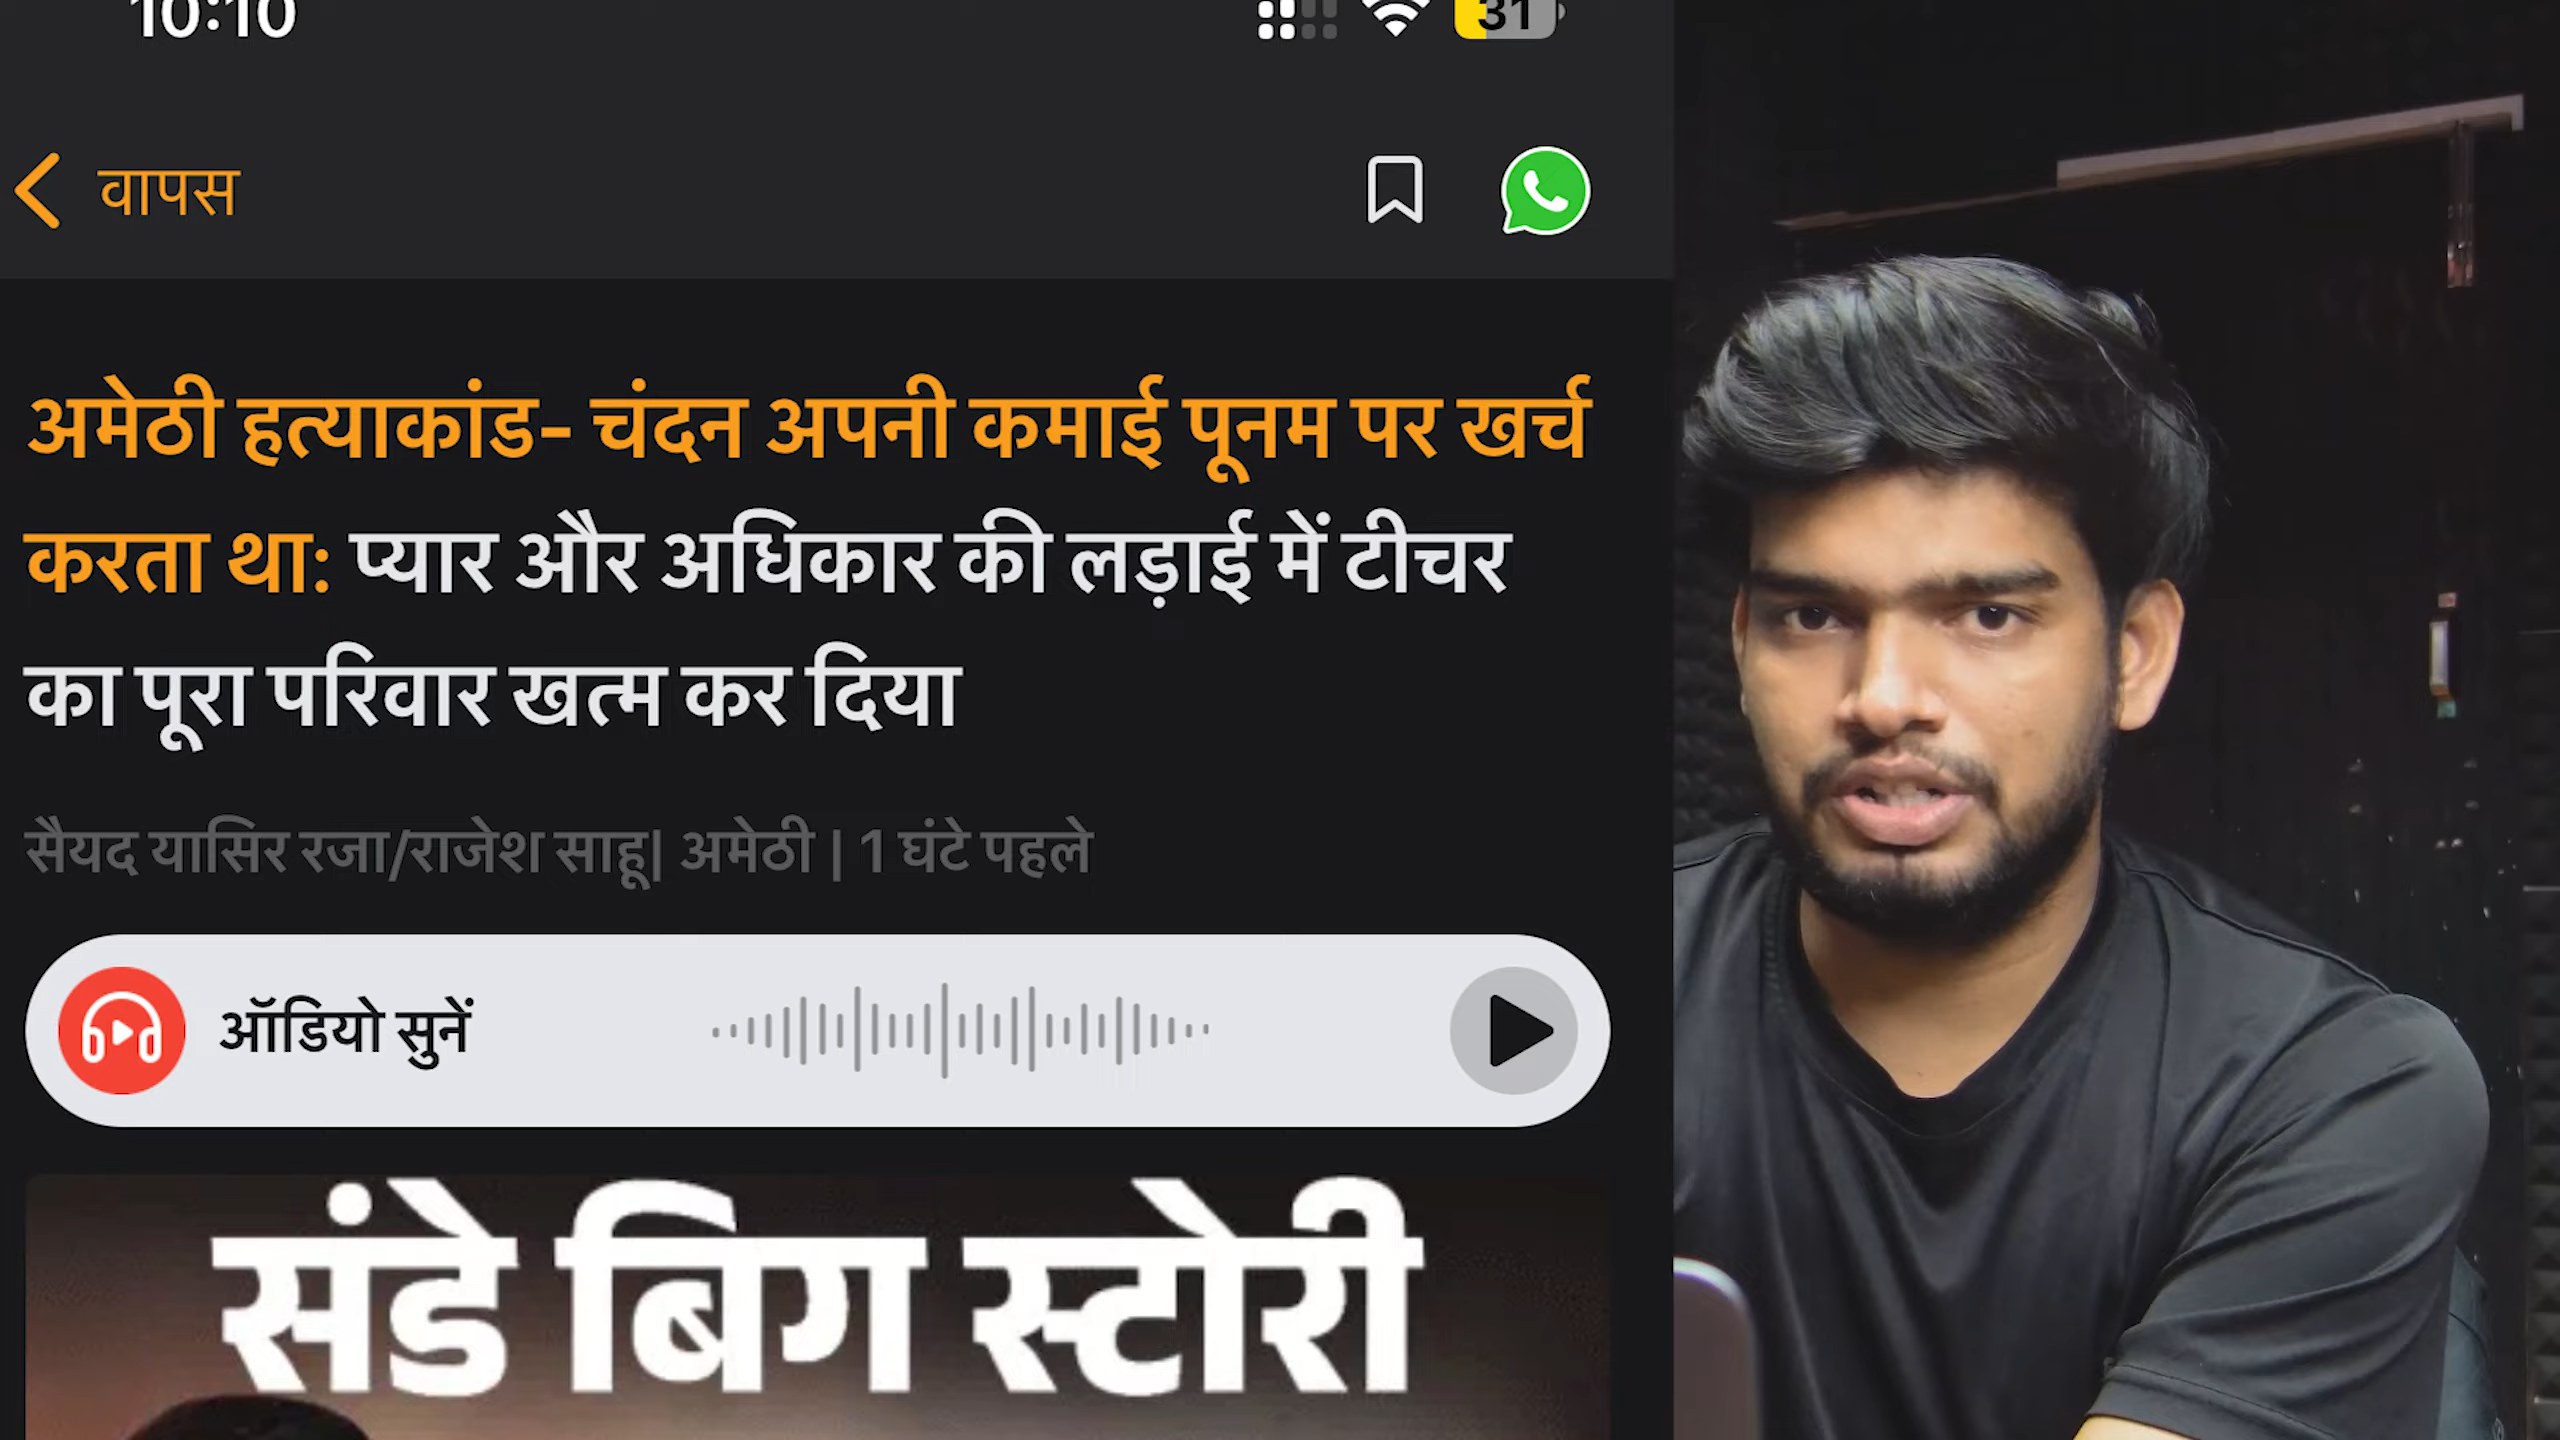 10:10
31
वापस
अमेठी हत्याकांड- चंदन अपनी कमाई पूनम पर खर्च
करता था: प्यार और अधिकार की लड़ाई में टीचर
का पूरा परिवार खत्म कर दिया
सैयद यासिर रजा/राजेश साहू| अमेठी | 1 घंटे पहले
ऑडियो सुनें
संडे बिग स्टोरी